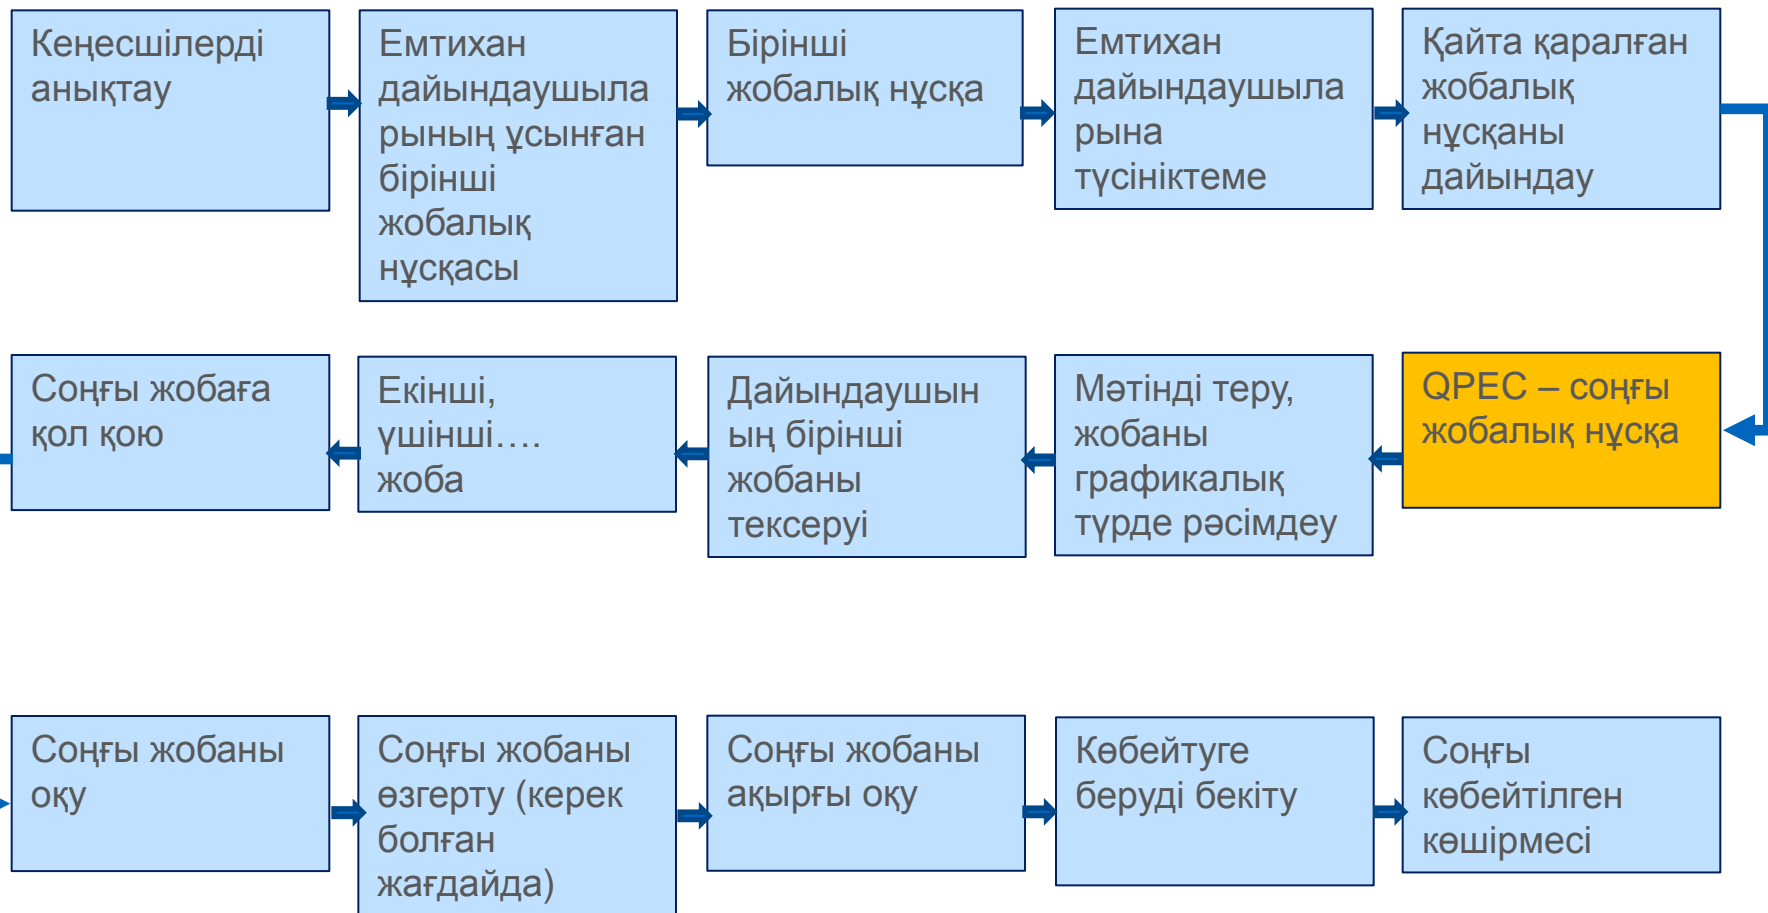 Кеңесшілерді
анықтау
Емтихан
дайындаушыла
рының ұсынған
бірінші
жобалық
нұсқасы
Бірінші
жобалық нұсқа
Емтихан
дайындаушыла
рына
түсініктеме
Қайта қаралған
жобалық
нұсқаны
дайындау
Соңғы жобаға
қол қою
Екінші,
үшінші….
жоба
Дайындаушын
ың бірінші
жобаны
тексеруі
Мәтінді теру,
жобаны
графикалық
түрде рәсімдеу
QPEC – соңғы
жобалық нұсқа
Соңғы жобаны
оқу
Соңғы жобаны
өзгерту (керек
болған
жағдайда)
Соңғы жобаны
ақырғы оқу
Көбейтуге
беруді бекіту
Соңғы
көбейтілген
көшірмесі